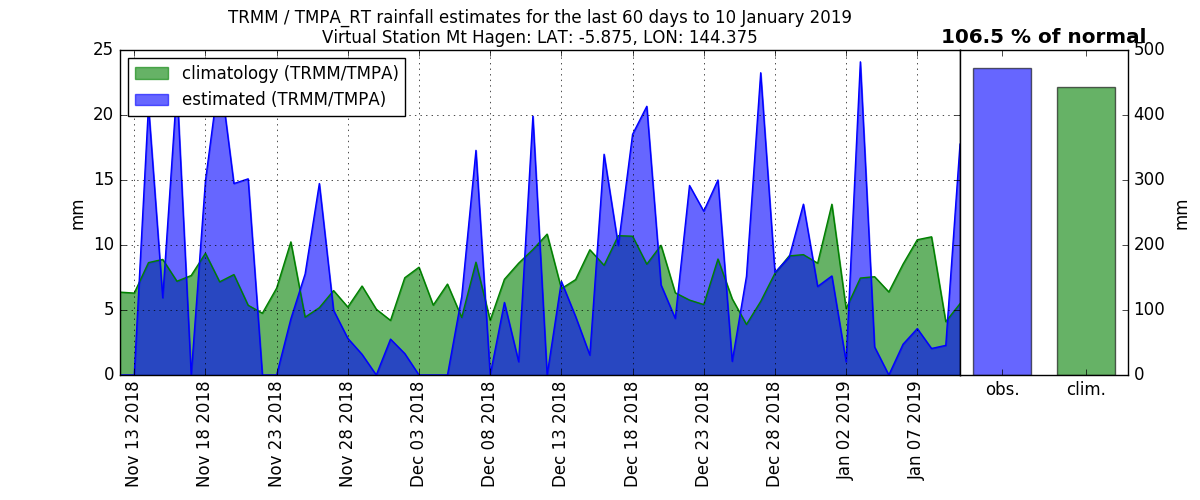 TRMM / TMPA_RT rainfall estimates for the last 60 days to 10 January 2019
Virtual Station Mt Hagen: LAT: -5.875, LON: 144.375
106.5 % of normal
climatology (TRMM/TMPA)
estimated (TRMM/TMPA)
25
20
15
10
5
0
mm
Nov 13 2018
Nov 18 2018
Nov 23 2018
Nov 28 2018
Dec 03 2018
Dec 08 2018
Dec 13 2018
Dec 18 2018
Dec 23 2018
Dec 28 2018
Jan 02 2019
Jan 07 2019
obs.
clim.
500
400
300
200
100
0
mm